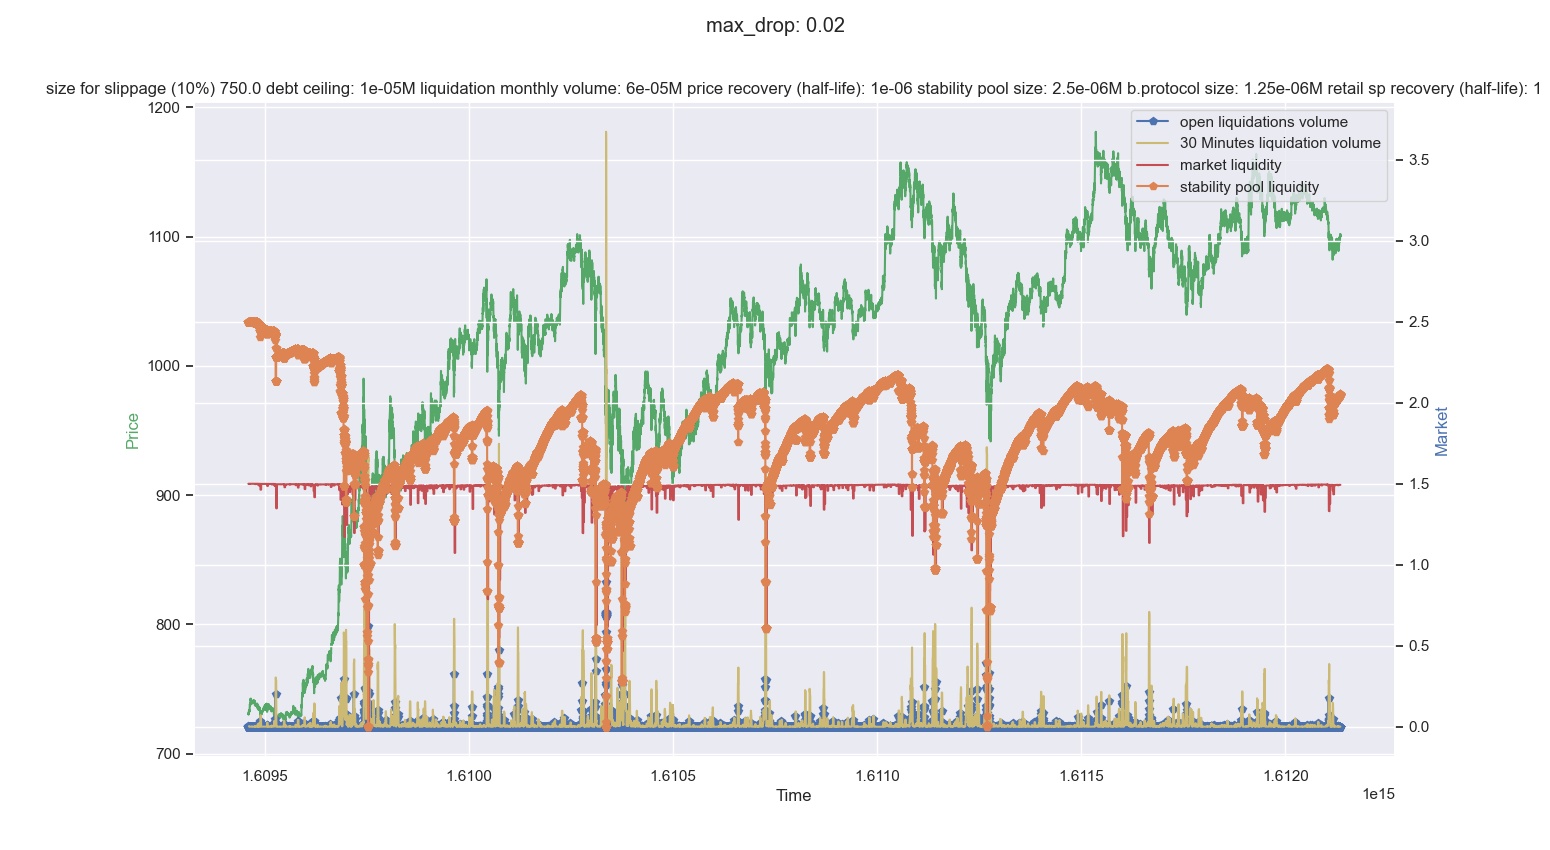 max_drop: 0.02
size for slippage (10%) 750.0 debt ceiling: 1e-05M liquidation monthly volume: 6e-05M price recovery (half-life): 1e-06 stability pool size: 2.5e-06M b.protocol size: 1.25e-06M retail sp recovery (half-life): 1
open liquidations volume
30 Minutes liquidation volume
market liquidity
stability pool liquidity
1200
1100
1000
900
800
700
Price
3.5
3.0
2.5
2.0
1.5
1.0
0.5
0.0
Market
1.6095 1.6100 1.6105 1.6110 1.6115 1.6120
Time
1e15